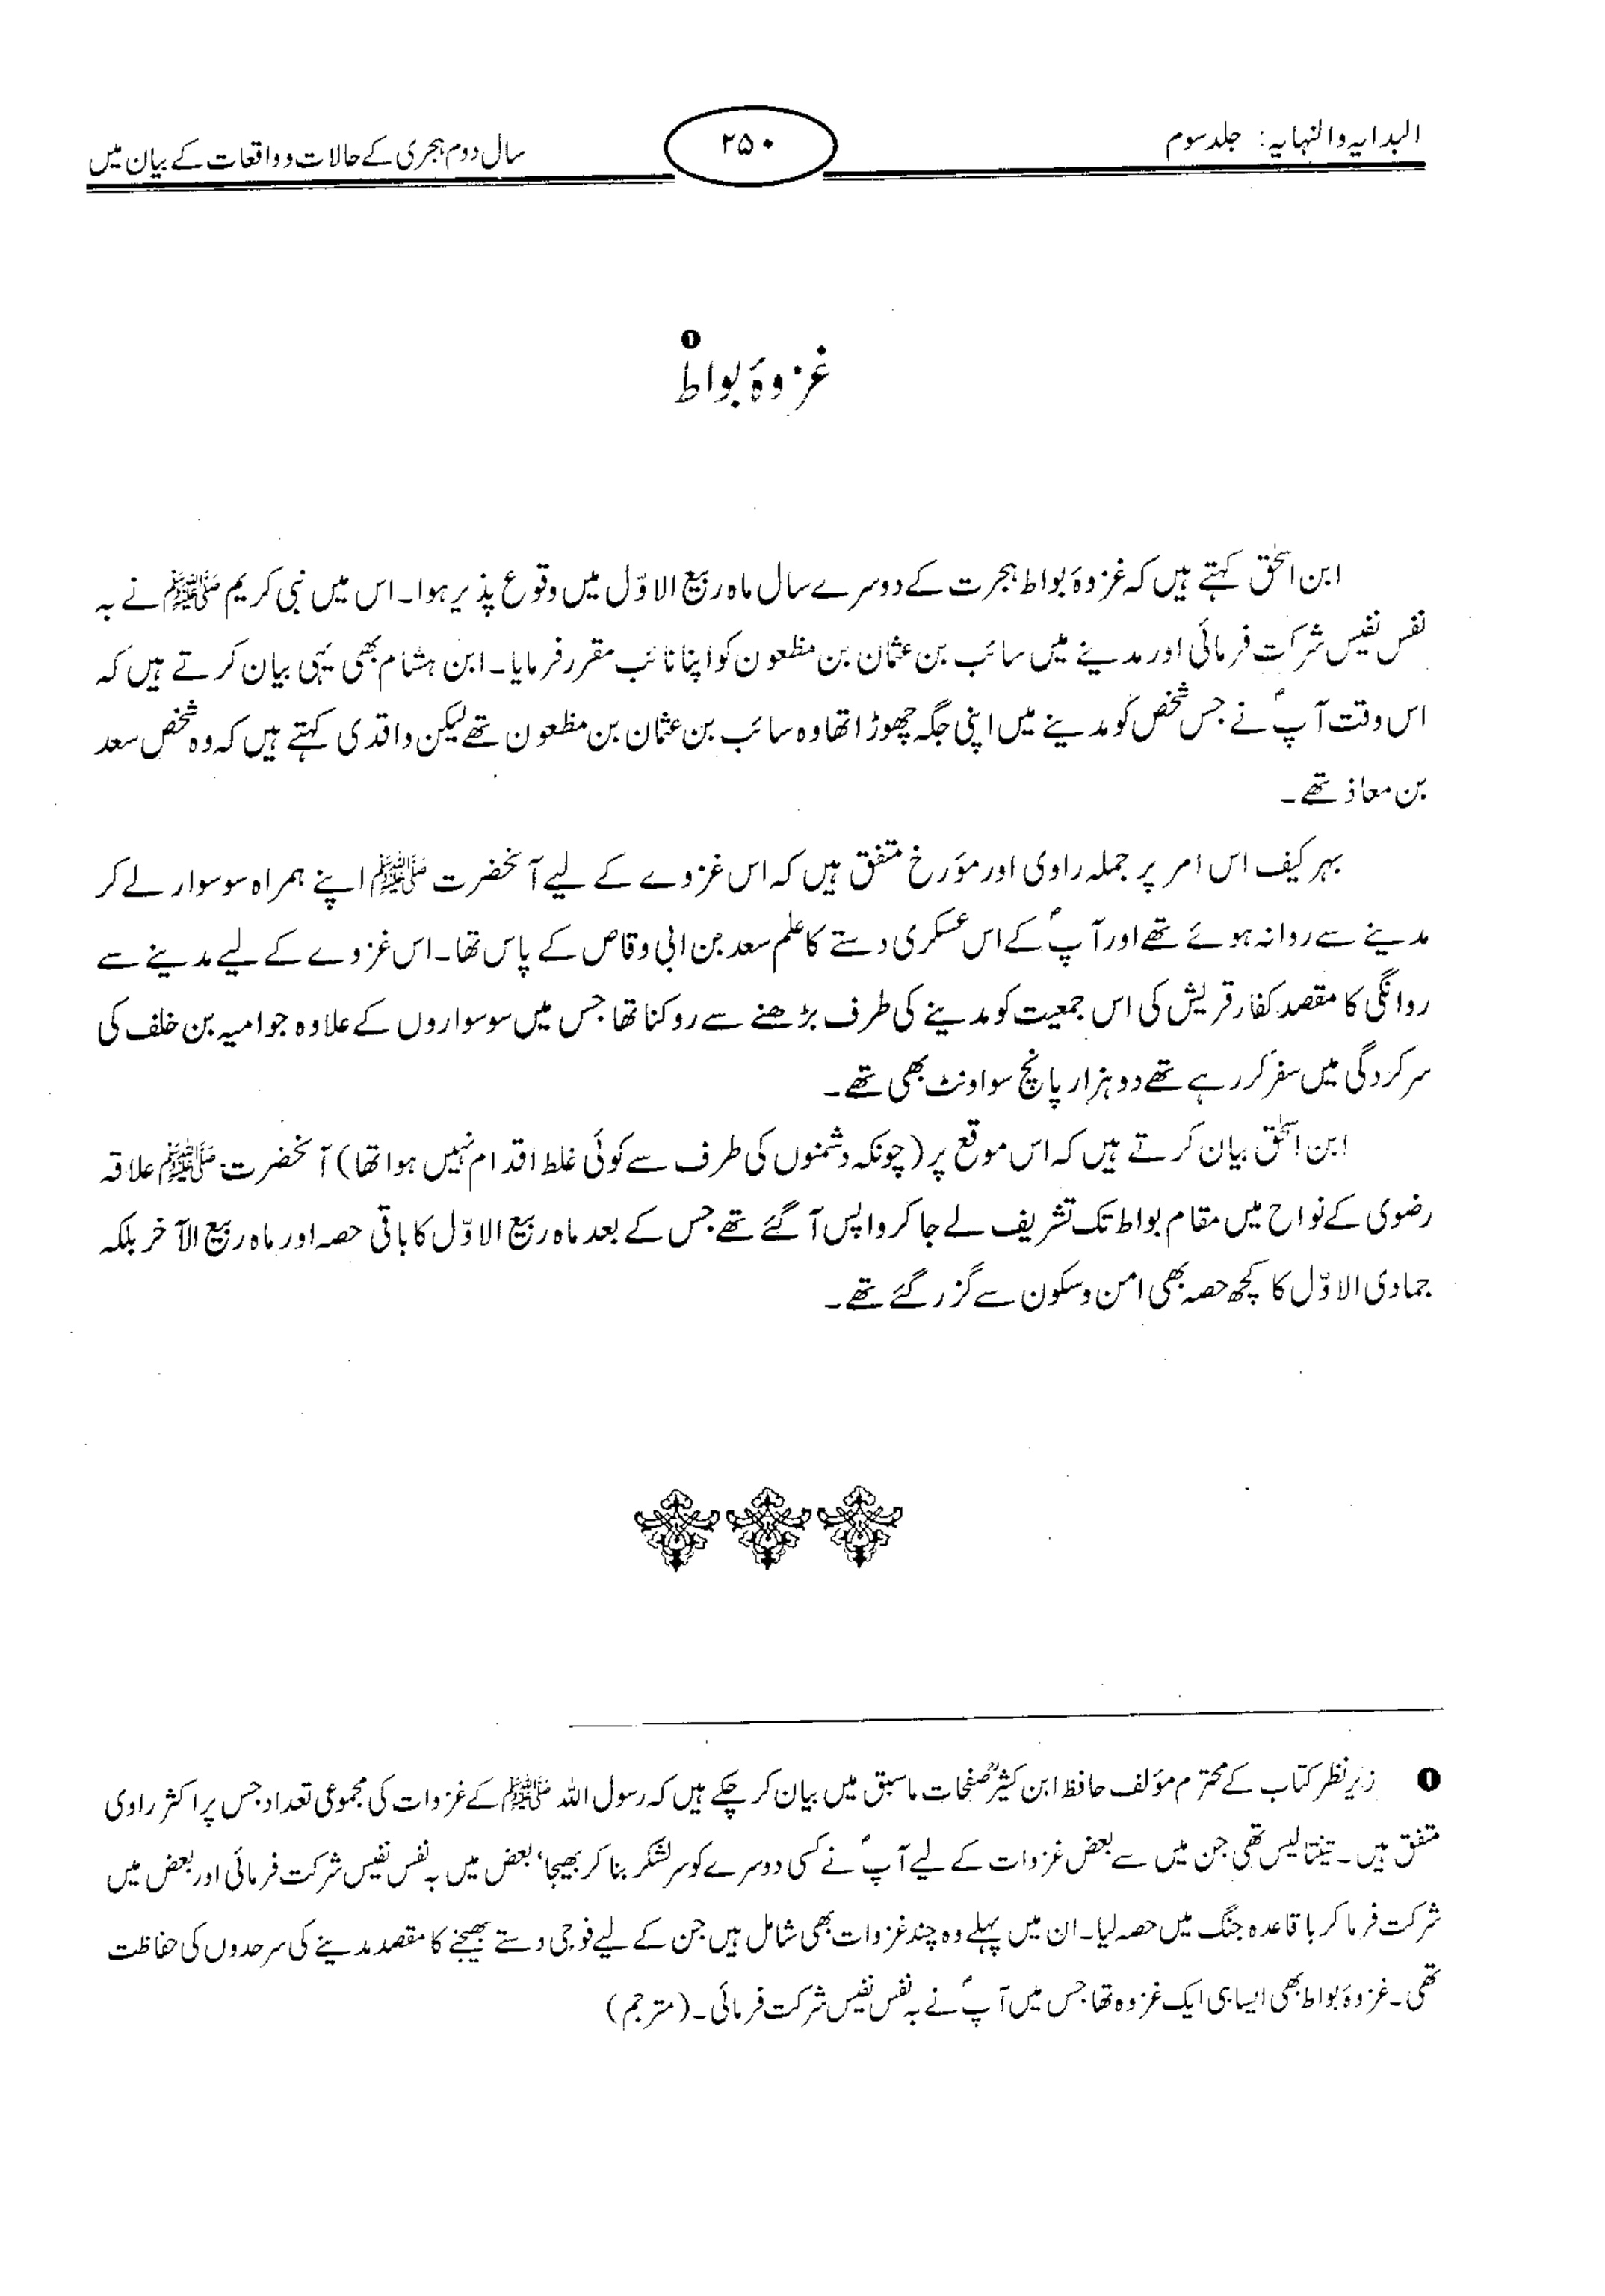 البدایہ والنہایہ: جلد سوم
۲۵۰
سال دوم ہجری کے حالات و واقعات کے بیان میں
❶
غزوۂ بواط
ابن اسحٰق کہتے ہیں کہ غزوۂ بواط ہجرت کے دوسرے سال ماہ ربیع الاوّل میں وقوع پذیر ہوا۔ اس میں نبی کریم ﷺ نے بہ
نفس نفیس شرکت فرمائی اور مدینے میں سائب بن عثمان بن مظعون کو اپنا نائب مقرر فرمایا۔ ابن ہشام بھی یہی بیان کرتے ہیں کہ
اس وقت آپؐ نے جس شخص کو مدینے میں اپنی جگہ چھوڑا تھا وہ سائب بن عثمان بن مظعون تھے لیکن واقدی کہتے ہیں کہ وہ شخص سعد
بن معاذ تھے۔
بہر کیف اس امر پر جملہ راوی اور مؤرخ متفق ہیں کہ اس غزوے کے لیے آنحضرت ﷺ اپنے ہمراہ سو سوار لے کر
مدینے سے روانہ ہوئے تھے اور آپؐ کے اس عسکری دستے کا علم سعد بن ابی وقاص کے پاس تھا۔ اس غزوے کے لیے مدینے سے
روانگی کا مقصد کفار قریش کی اس جمعیت کو مدینے کی طرف بڑھنے سے روکنا تھا جس میں سو سواروں کے علاوہ جو امیہ بن خلف کی
سرکردگی میں سفر کر رہے تھے دو ہزار پانچ سو اونٹ بھی تھے۔
ابن اسحٰق بیان کرتے ہیں کہ اس موقع پر (چونکہ دشمنوں کی طرف سے کوئی غلط اقدام نہیں ہوا تھا) آنحضرت ﷺ علاقہ
رضوی کے نواح میں مقام بواط تک تشریف لے جا کر واپس آ گئے تھے جس کے بعد ماہ ربیع الاوّل کا باقی حصہ اور ماہ ربیع الآخر بلکہ
جمادی الاوّل کا کچھ حصہ بھی امن و سکون سے گزر گئے تھے۔
❶ زیر نظر کتاب کے محترم مؤلف حافظ ابن کثیرؒ صفحات ماسبق میں بیان کر چکے ہیں کہ رسول اللہ ﷺ کے غزوات کی مجموعی تعداد جس پر اکثر راوی
متفق ہیں۔ تینتالیس تھی جن میں سے بعض غزوات کے لیے آپؐ نے کسی دوسرے کو سر لشکر بنا کر بھیجا، بعض میں بہ نفس نفیس شرکت فرمائی اور بعض میں
شرکت فرما کر باقاعدہ جنگ میں حصہ لیا۔ ان میں پہلے وہ چند غزوات بھی شامل ہیں جن کے لیے فوجی دستے بھیجنے کا مقصد مدینے کی سرحدوں کی حفاظت
تھی۔ غزوۂ بواط بھی ایسا ہی ایک غزوہ تھا جس میں آپؐ نے بہ نفس نفیس شرکت فرمائی۔ (مترجم)